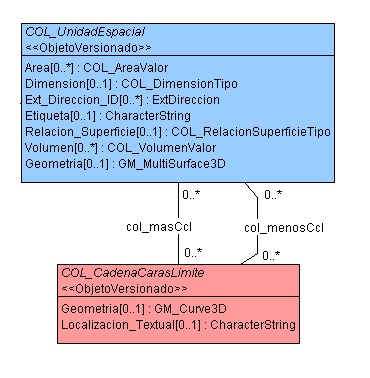 COL_UnidadEspacial
<<ObjetoVersionado>>
Area[0..*] : COL_AreaValor
Dimension[0..1] : COL_DimensionTipo
Ext_Direccion_ID[0..*] : ExtDireccion
Etiqueta[0..1] : CharacterString
Relacion_Superficie[0..1] : COL_RelacionSuperficieTipo
Volumen[0..*] : COL_VolumenValor
Geometria[0..1] : GM_MultiSurface3D
0..* 0..*
col_masCcl col_menosCcl
0..* 0..*
COL_CadenaCarasLimite
<<ObjetoVersionado>>
Geometria[0..1] : GM_Curve3D
Localizacion_Textual[0..1] : CharacterString